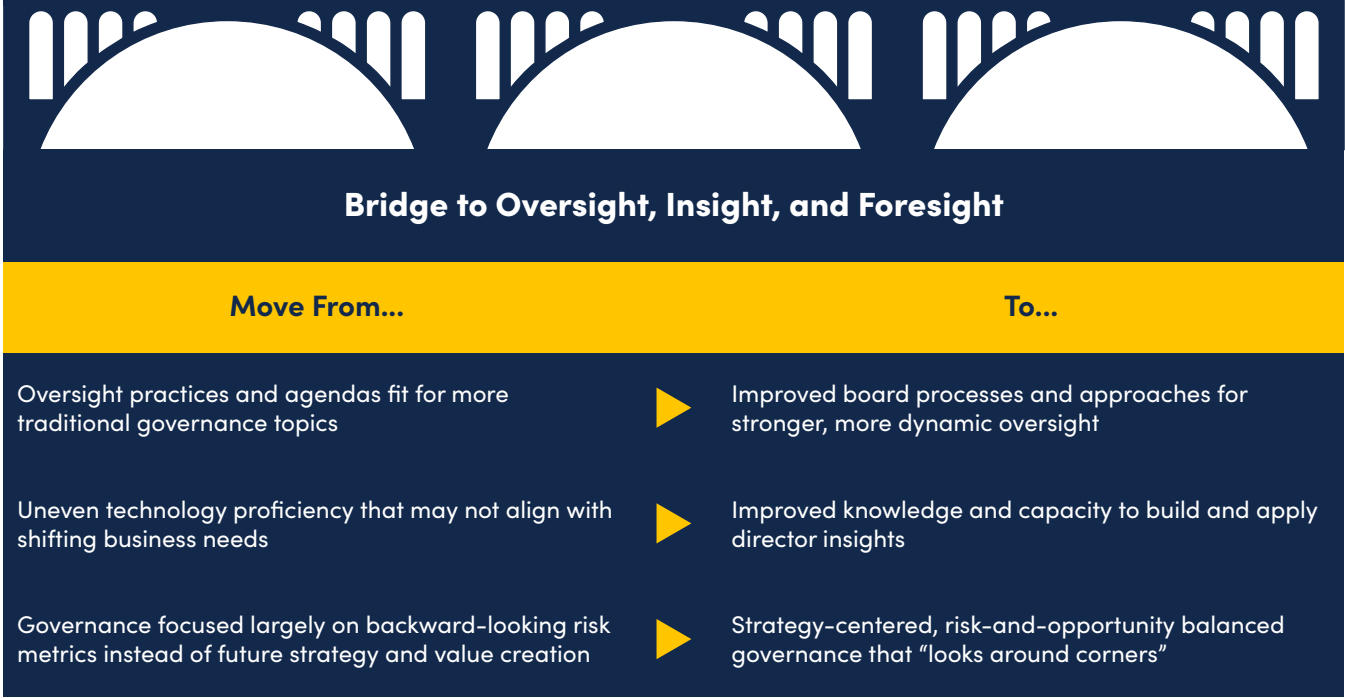 Bridge to Oversight, Insight, and Foresight
Move From...
To...
Oversight practices and agendas fit for more
traditional governance topics
Improved board processes and approaches for
stronger, more dynamic oversight
Uneven technology proficiency that may not align with
shifting business needs
Improved knowledge and capacity to build and apply
director insights
Governance focused largely on backward-looking risk
metrics instead of future strategy and value creation
Strategy-centered, risk-and-opportunity balanced
governance that “looks around corners”